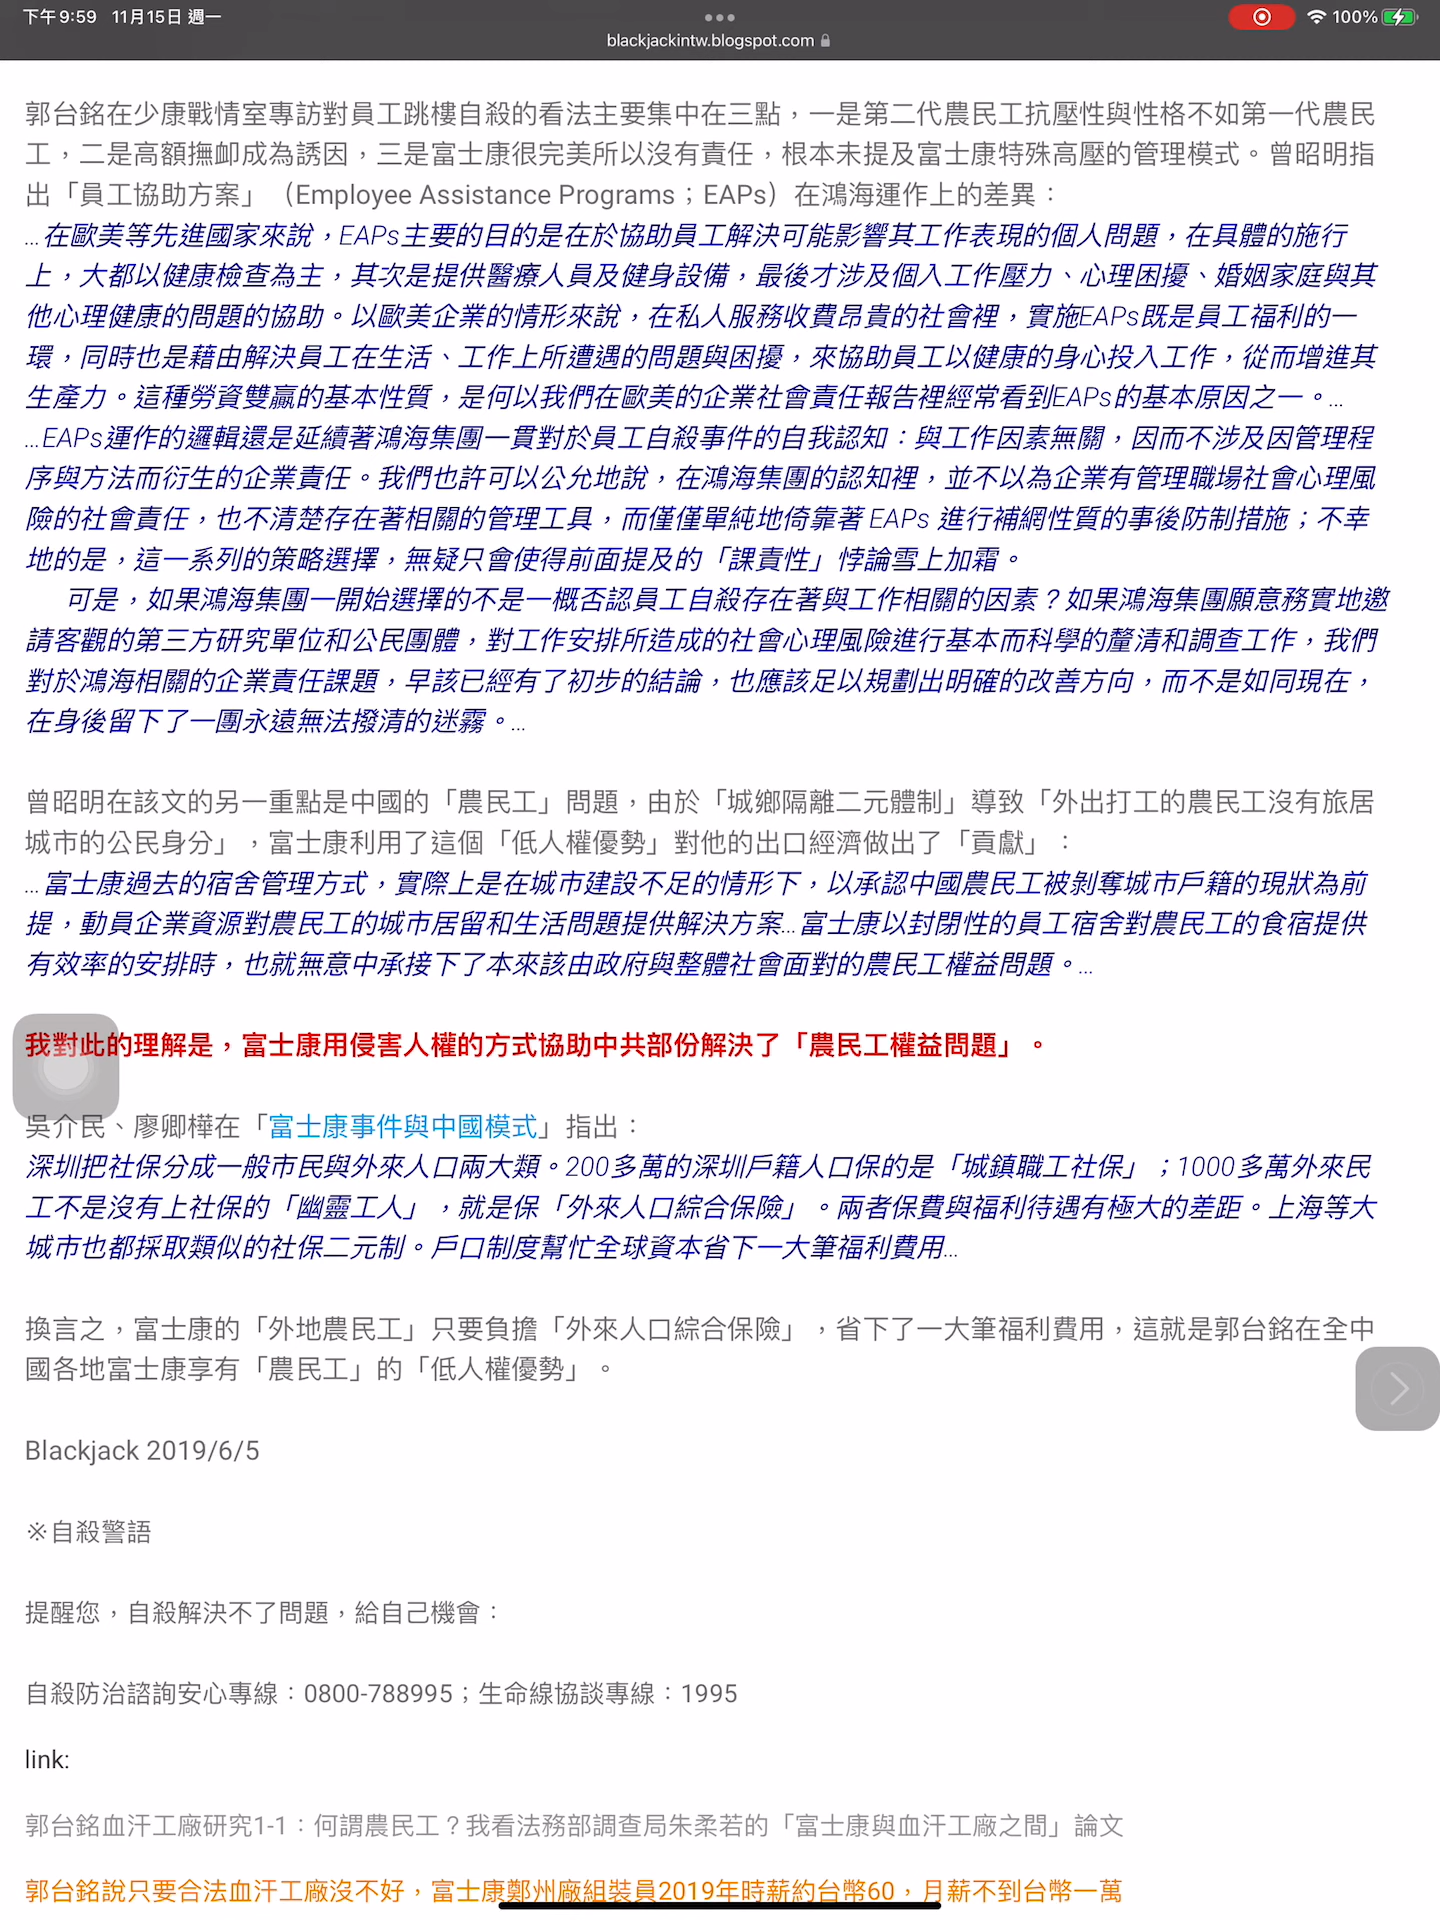 下午9:59 11月15日 週一
100%
blackjackintw.blogspot.com
郭台銘在少康戰情室專訪對員工跳樓自殺的看法主要集中在三點，一是第二代農民工抗壓性與性格不如第一代農民
工，二是高額撫卹成為誘因，三是富士康很完美所以沒有責任，根本未提及富士康特殊高壓的管理模式。曾昭明指
出「員工協助方案」（Employee Assistance Programs；EAPs）在鴻海運作上的差異：
...在歐美等先進國家來說，EAPs主要的目的是在於協助員工解決可能影響其工作表現的個人問題，在具體的施行
上，大都以健康檢查為主，其次是提供醫療人員及健身設備，最後才涉及個入工作壓力、心理困擾、婚姻家庭與其
他心理健康的問題的協助。以歐美企業的情形來說，在私人服務收費昂貴的社會裡，實施EAPs既是員工福利的一
環，同時也是藉由解決員工在生活、工作上所遭遇的問題與困擾，來協助員工以健康的身心投入工作，從而增進其
生產力。這種勞資雙贏的基本性質，是何以我們在歐美的企業社會責任報告裡經常看到EAPs的基本原因之一。...
...EAPs運作的邏輯還是延續著鴻海集團一貫對於員工自殺事件的自我認知：與工作因素無關，因而不涉及因管理程
序與方法而衍生的企業責任。我們也許可以公允地說，在鴻海集團的認知裡，並不以為企業有管理職場社會心理風
險的社會責任，也不清楚存在著相關的管理工具，而僅僅單純地倚靠著 EAPs 進行補網性質的事後防制措施；不幸
地的是，這一系列的策略選擇，無疑只會使得前面提及的「課責性」悖論雪上加霜。
可是，如果鴻海集團一開始選擇的不是一概否認員工自殺存在著與工作相關的因素？如果鴻海集團願意務實地邀
請客觀的第三方研究單位和公民團體，對工作安排所造成的社會心理風險進行基本而科學的釐清和調查工作，我們
對於鴻海相關的企業責任課題，早該已經有了初步的結論，也應該足以規劃出明確的改善方向，而不是如同現在，
在身後留下了一團永遠無法撥清的迷霧。...
曾昭明在該文的另一重點是中國的「農民工」問題，由於「城鄉隔離二元體制」導致「外出打工的農民工沒有旅居
城市的公民身分」，富士康利用了這個「低人權優勢」對他的出口經濟做出了「貢獻」：
...富士康過去的宿舍管理方式，實際上是在城市建設不足的情形下，以承認中國農民工被剝奪城市戶籍的現狀為前
提，動員企業資源對農民工的城市居留和生活問題提供解決方案...富士康以封閉性的員工宿舍對農民工的食宿提供
有效率的安排時，也就無意中承接下了本來該由政府與整體社會面對的農民工權益問題。...
我對此的理解是，富士康用侵害人權的方式協助中共部份解決了「農民工權益問題」。
吳介民、廖卿樺在「富士康事件與中國模式」指出：
深圳把社保分成一般市民與外來人口兩大類。200多萬的深圳戶籍人口保的是「城鎮職工社保」；1000多萬外來民
工不是沒有上社保的「幽靈工人」，就是保「外來人口綜合保險」。兩者保費與福利待遇有極大的差距。上海等大
城市也都採取類似的社保二元制。戶口制度幫忙全球資本省下一大筆福利費用...
換言之，富士康的「外地農民工」只要負擔「外來人口綜合保險」，省下了一大筆福利費用，這就是郭台銘在全中
國各地富士康享有「農民工」的「低人權優勢」。
Blackjack 2019/6/5
※自殺警語
提醒您，自殺解決不了問題，給自己機會：
自殺防治諮詢安心專線：0800-788995；生命線協談專線：1995
link:
郭台銘血汗工廠研究1-1：何謂農民工？我看法務部調查局朱柔若的「富士康與血汗工廠之間」論文
郭台銘說只要合法血汗工廠沒不好，富士康鄭州廠組裝員2019年時薪約台幣60，月薪不到台幣一萬